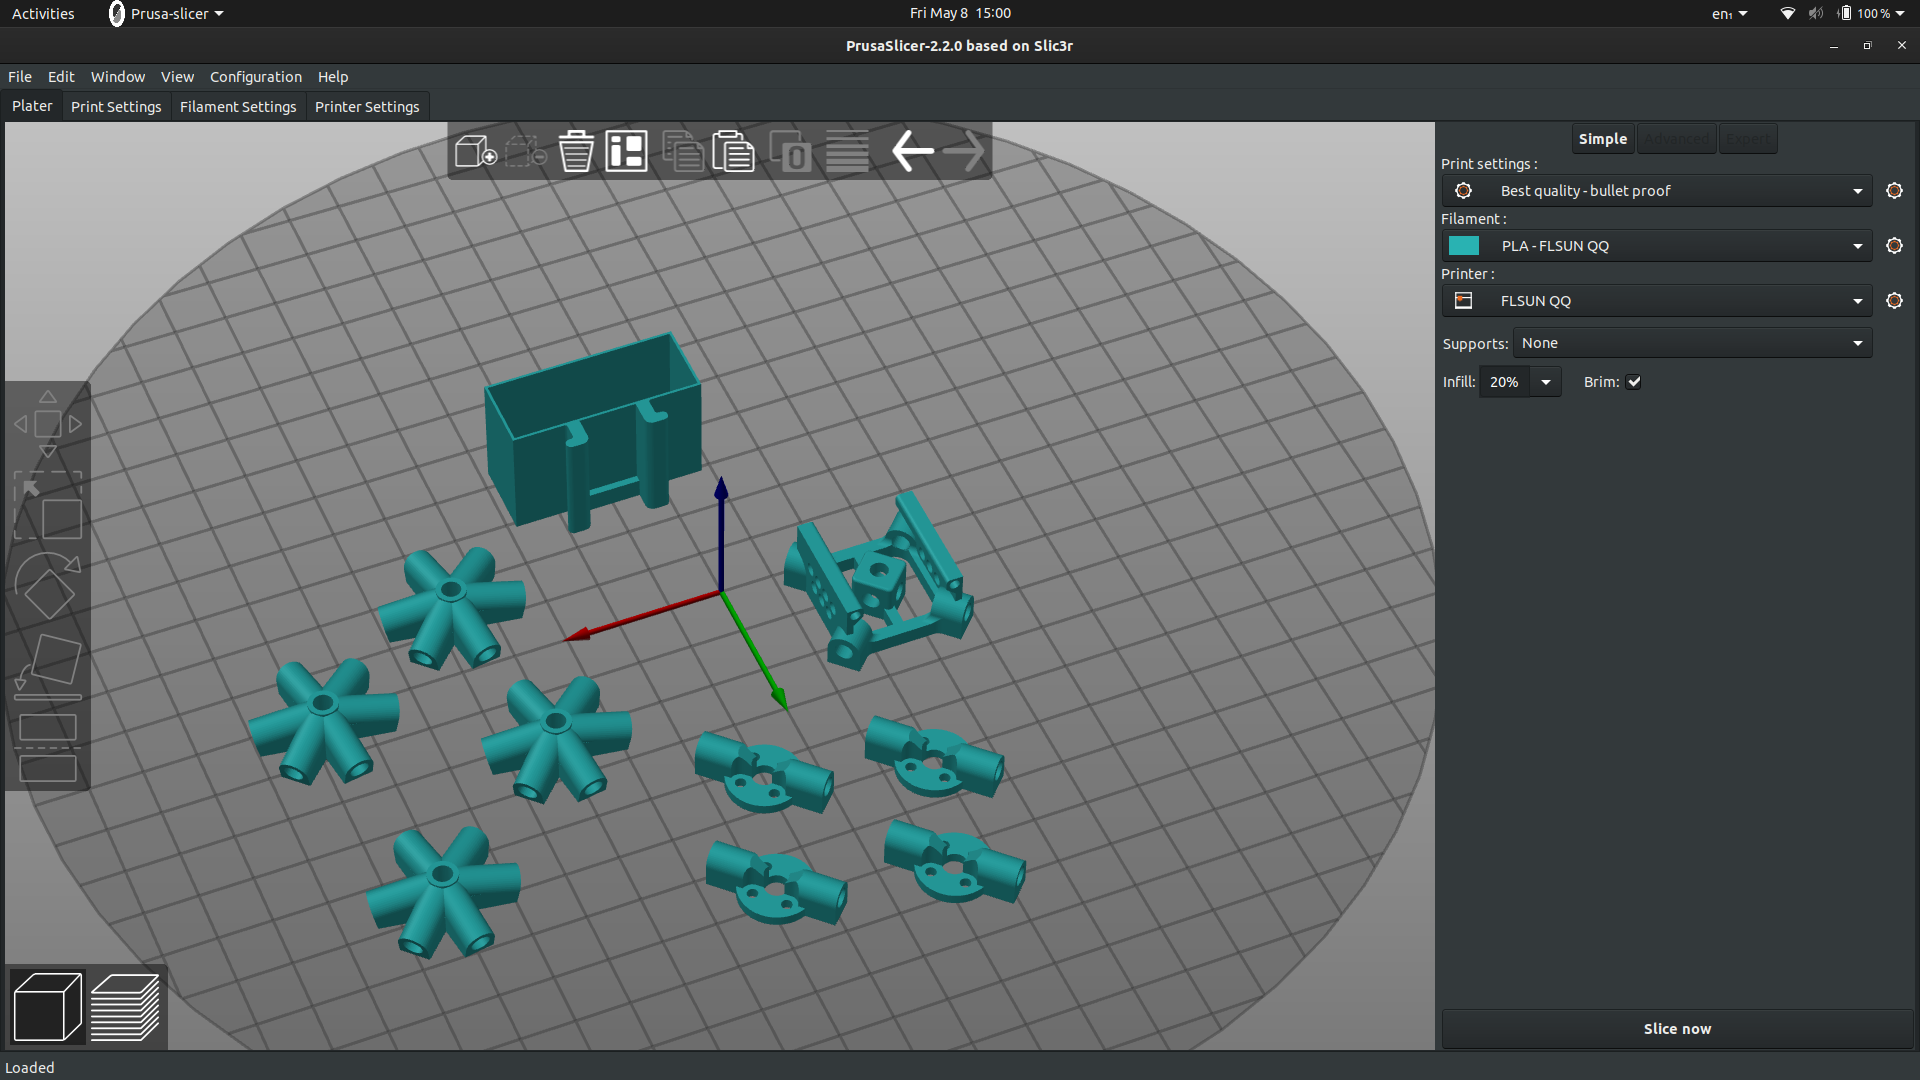 Activities Prusa-slicer Fri May 8 15:00 en₁ 100 %
PrusaSlicer-2.2.0 based on Slic3r
File Edit Window View Configuration Help
Plater Print Settings Filament Settings Printer Settings
Simple Advanced Expert
Print settings :
Best quality - bullet proof
Filament :
PLA - FLSUN QQ
Printer :
FLSUN QQ
Supports: None
Infill: 20% Brim:
Slice now
Loaded